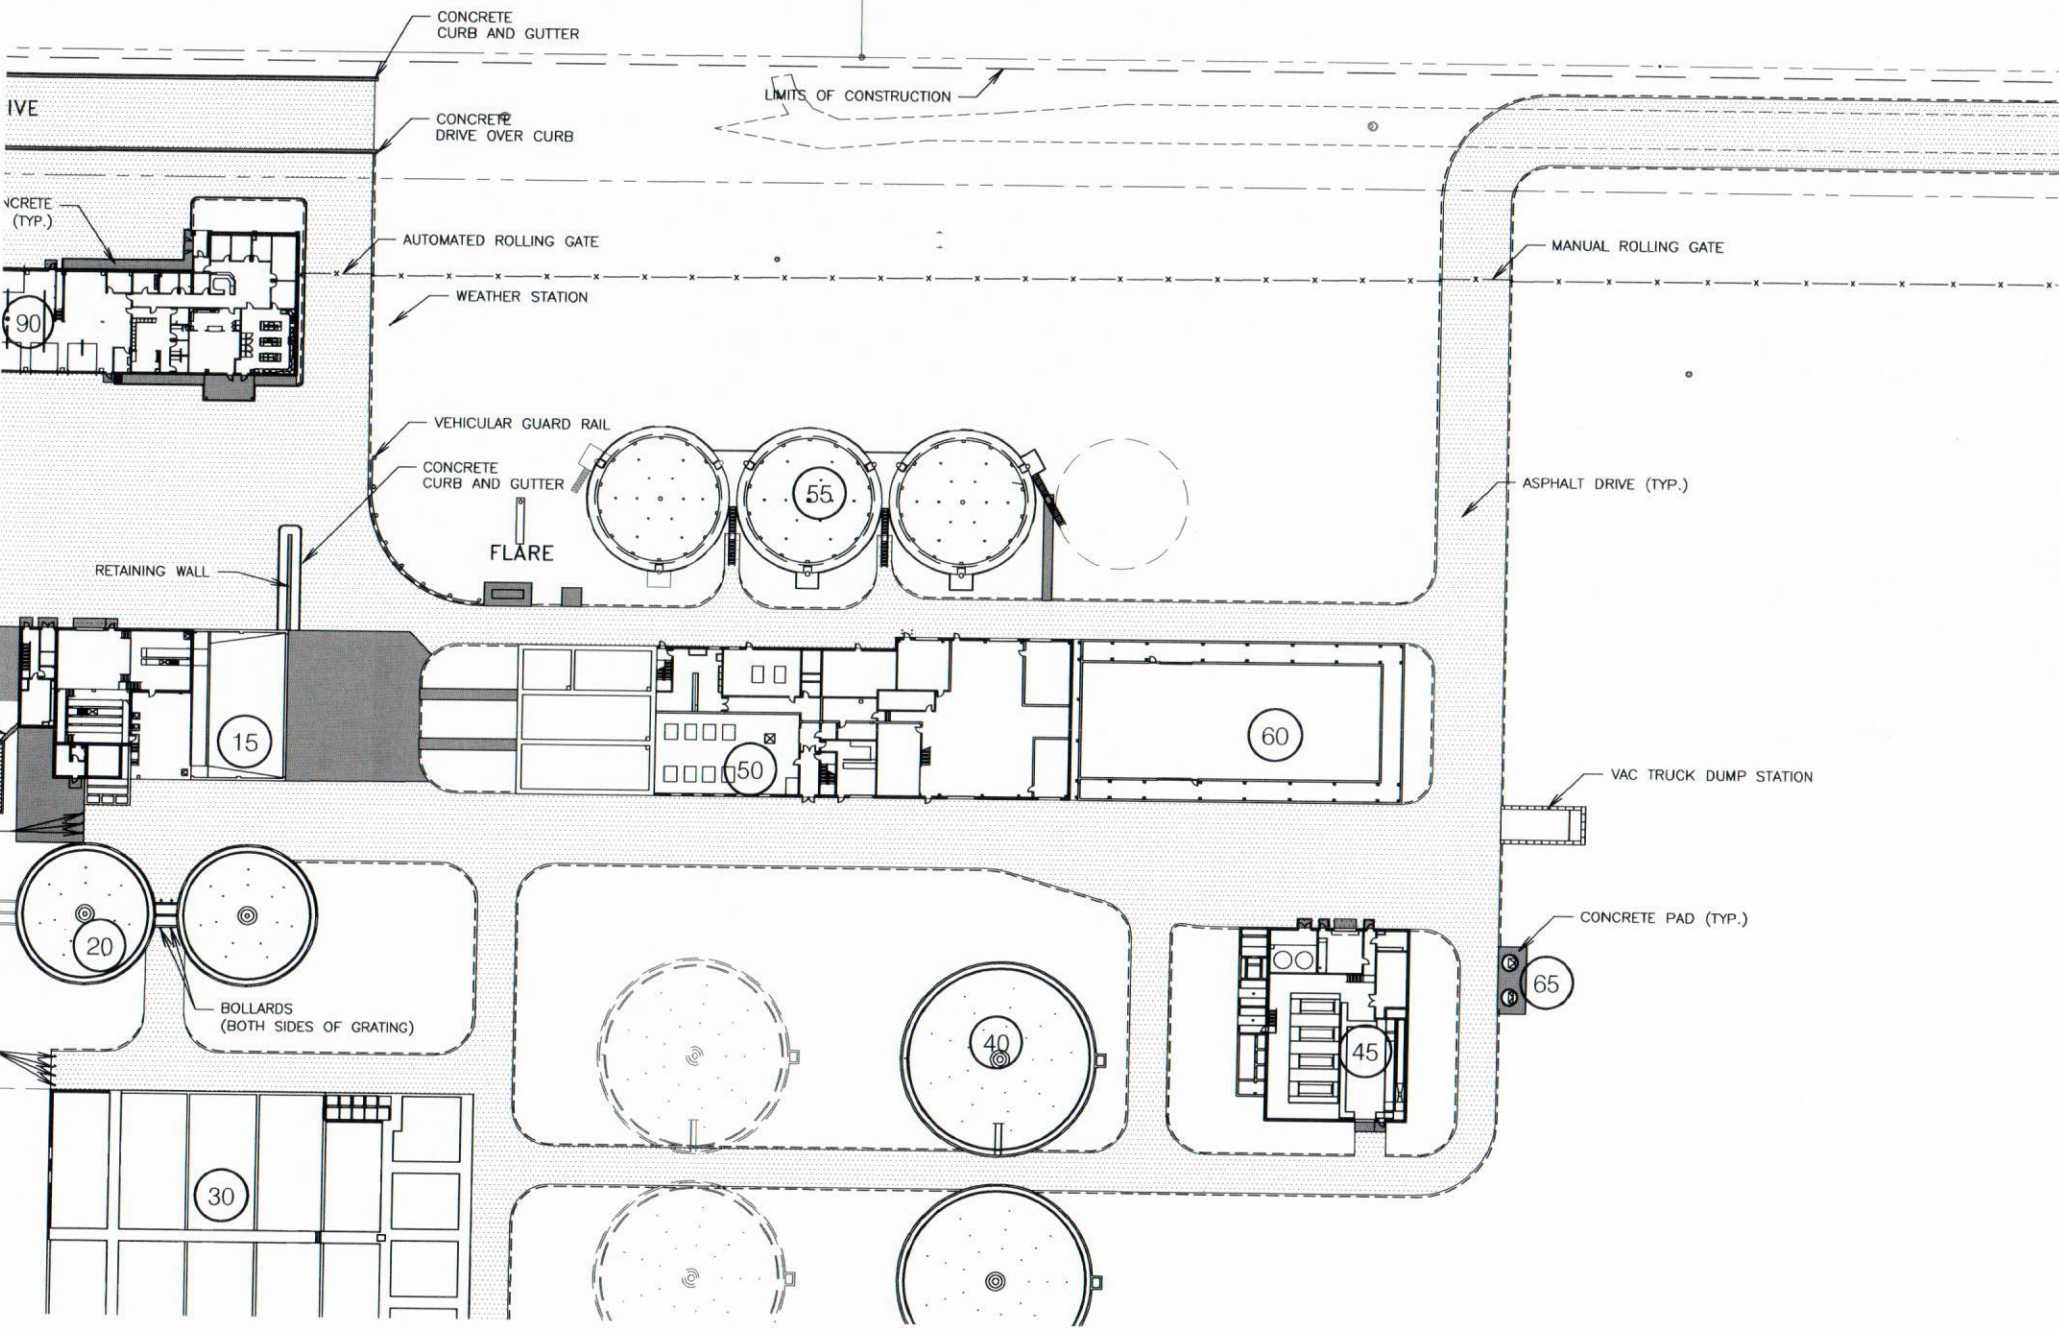 CONCRETE
CURB AND GUTTER
LIMITS OF CONSTRUCTION
IVE
CONCRETE
DRIVE OVER CURB
NCRETE
(TYP.)
AUTOMATED ROLLING GATE
MANUAL ROLLING GATE
WEATHER STATION
90
VEHICULAR GUARD RAIL
CONCRETE
CURB AND GUTTER
55
ASPHALT DRIVE (TYP.)
FLARE
RETAINING WALL
15
50
60
VAC TRUCK DUMP STATION
CONCRETE PAD (TYP.)
20
65
BOLLARDS
(BOTH SIDES OF GRATING)
40
45
30